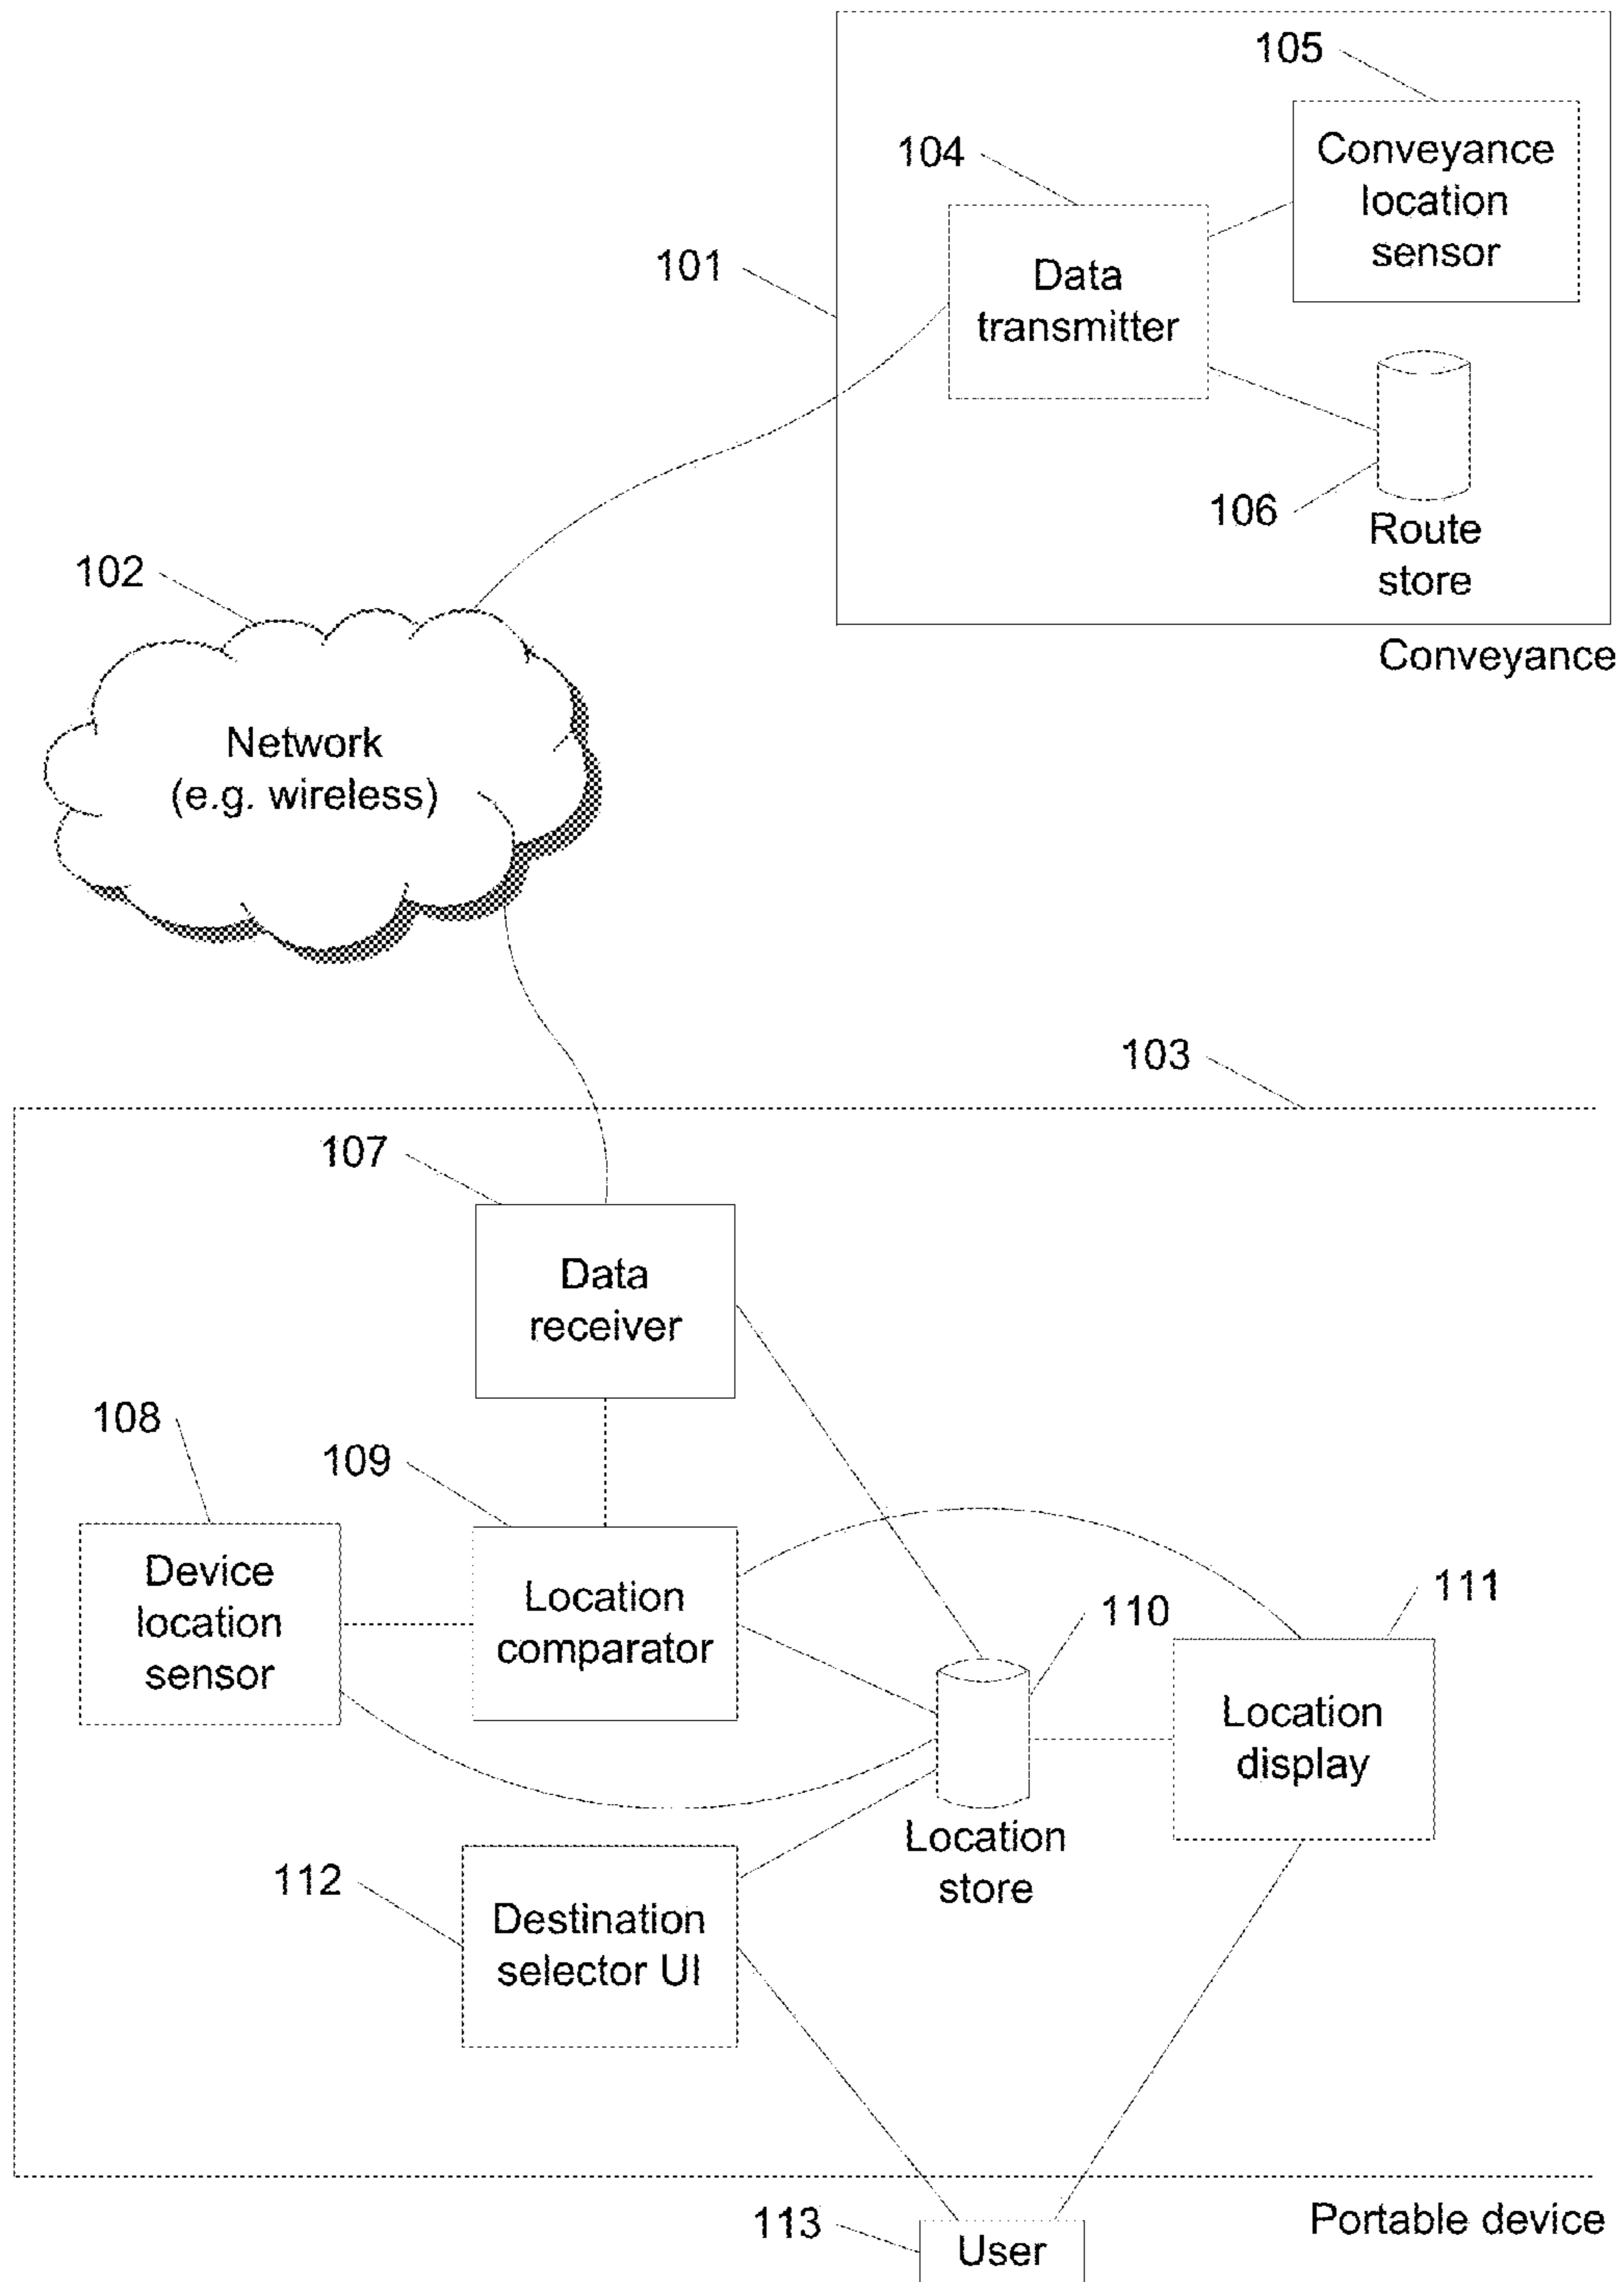 105
Conveyance
location
sensor
104
Data
transmitter
101
106
Route
store
Conveyance
102
Network
(e.g. wireless)
103
107
Data
receiver
108
109
Device
location
sensor
Location
comparator
110
111
Location
display
Location
store
112
Destination
selector UI
Portable device
113
User